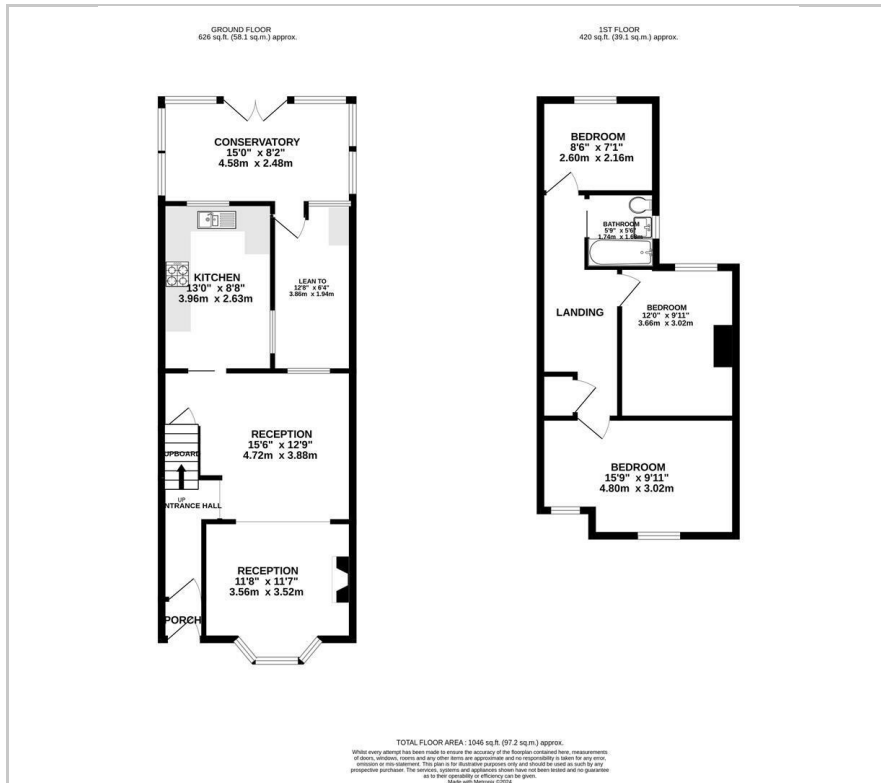 GROUND FLOOR
626 sq.ft. (58.1 sq.m.) approx.
1ST FLOOR
420 sq.ft. (39.1 sq.m.) approx.
CONSERVATORY
15'0" x 8'2"
4.58m x 2.48m
KITCHEN
13'0" x 8'8"
3.96m x 2.63m
LEAN TO
12'8" x 6'4"
3.86m x 1.94m
RECEPTION
15'6" x 12'9"
4.72m x 3.88m
UPBOARD
UP
NTRANCE HALL
RECEPTION
11'8" x 11'7"
3.56m x 3.52m
PORCH
BEDROOM
8'6" x 7'1"
2.60m x 2.16m
BATHROOM
5'9" x 5'6"
1.74m x
LANDING
BEDROOM
12'0" x 9'11"
3.66m x 3.02m
BEDROOM
15'9" x 9'11"
4.80m x 3.02m
TOTAL FLOOR AREA : 1046 sq.ft. (97.2 sq.m.) approx.
Whilst every attempt has been made to ensure the accuracy of the floorplan contained here, measurements
of doors, windows, rooms and any other items are approximate and no responsibility is taken for any error,
omission or mis-statement. This plan is for illustrative purposes only and should be used as such by any
prospective purchaser. The services, systems and appliances shown have not been tested and no guarantee
as to their operability or efficiency can be given.
Made with Metropix ©2024